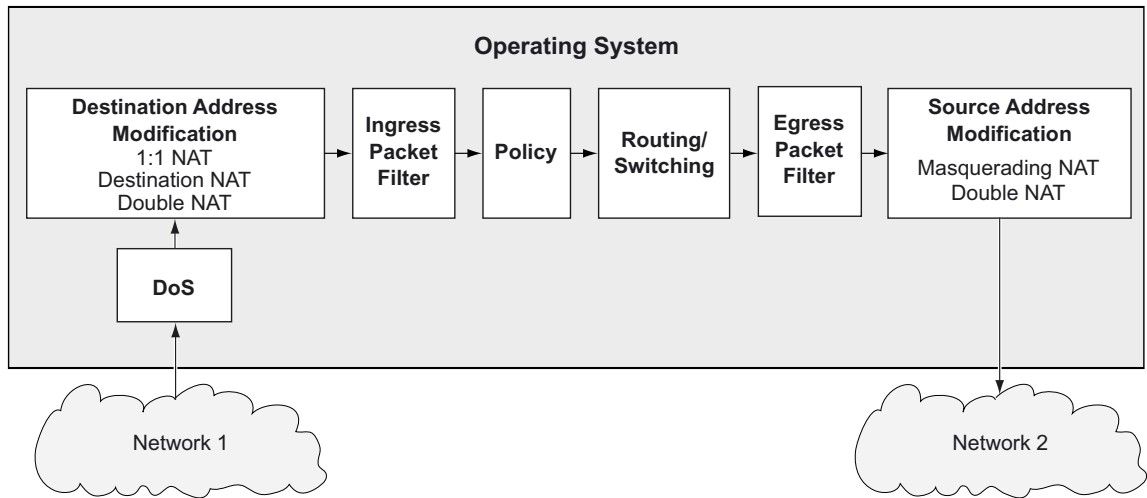 Operating System
Destination Address
Modification
1:1 NAT
Destination NAT
Double NAT
Ingress
Packet
Filter
Policy
Routing/
Switching
Egress
Packet
Filter
Source Address
Modification
Masquerading NAT
Double NAT
DoS
Network 1
Network 2